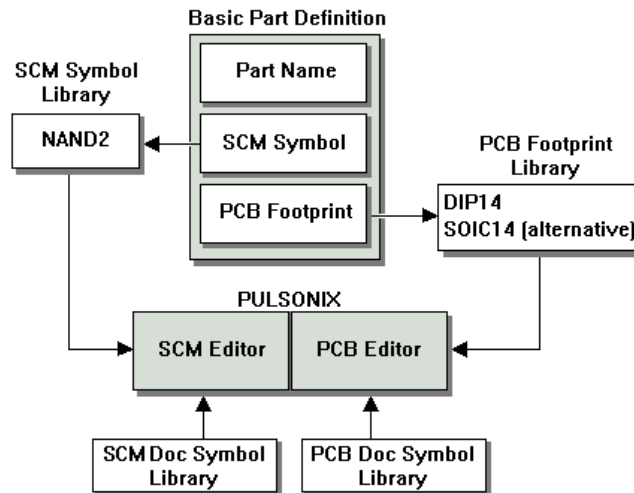 Basic Part Definition
Part Name
SCM Symbol
Library
NAND2
SCM Symbol
PCB Footprint
PCB Footprint
Library
DIP14
SOIC14 (alternative)
PULSONIX
SCM Editor
PCB Editor
SCM Doc Symbol
Library
PCB Doc Symbol
Library